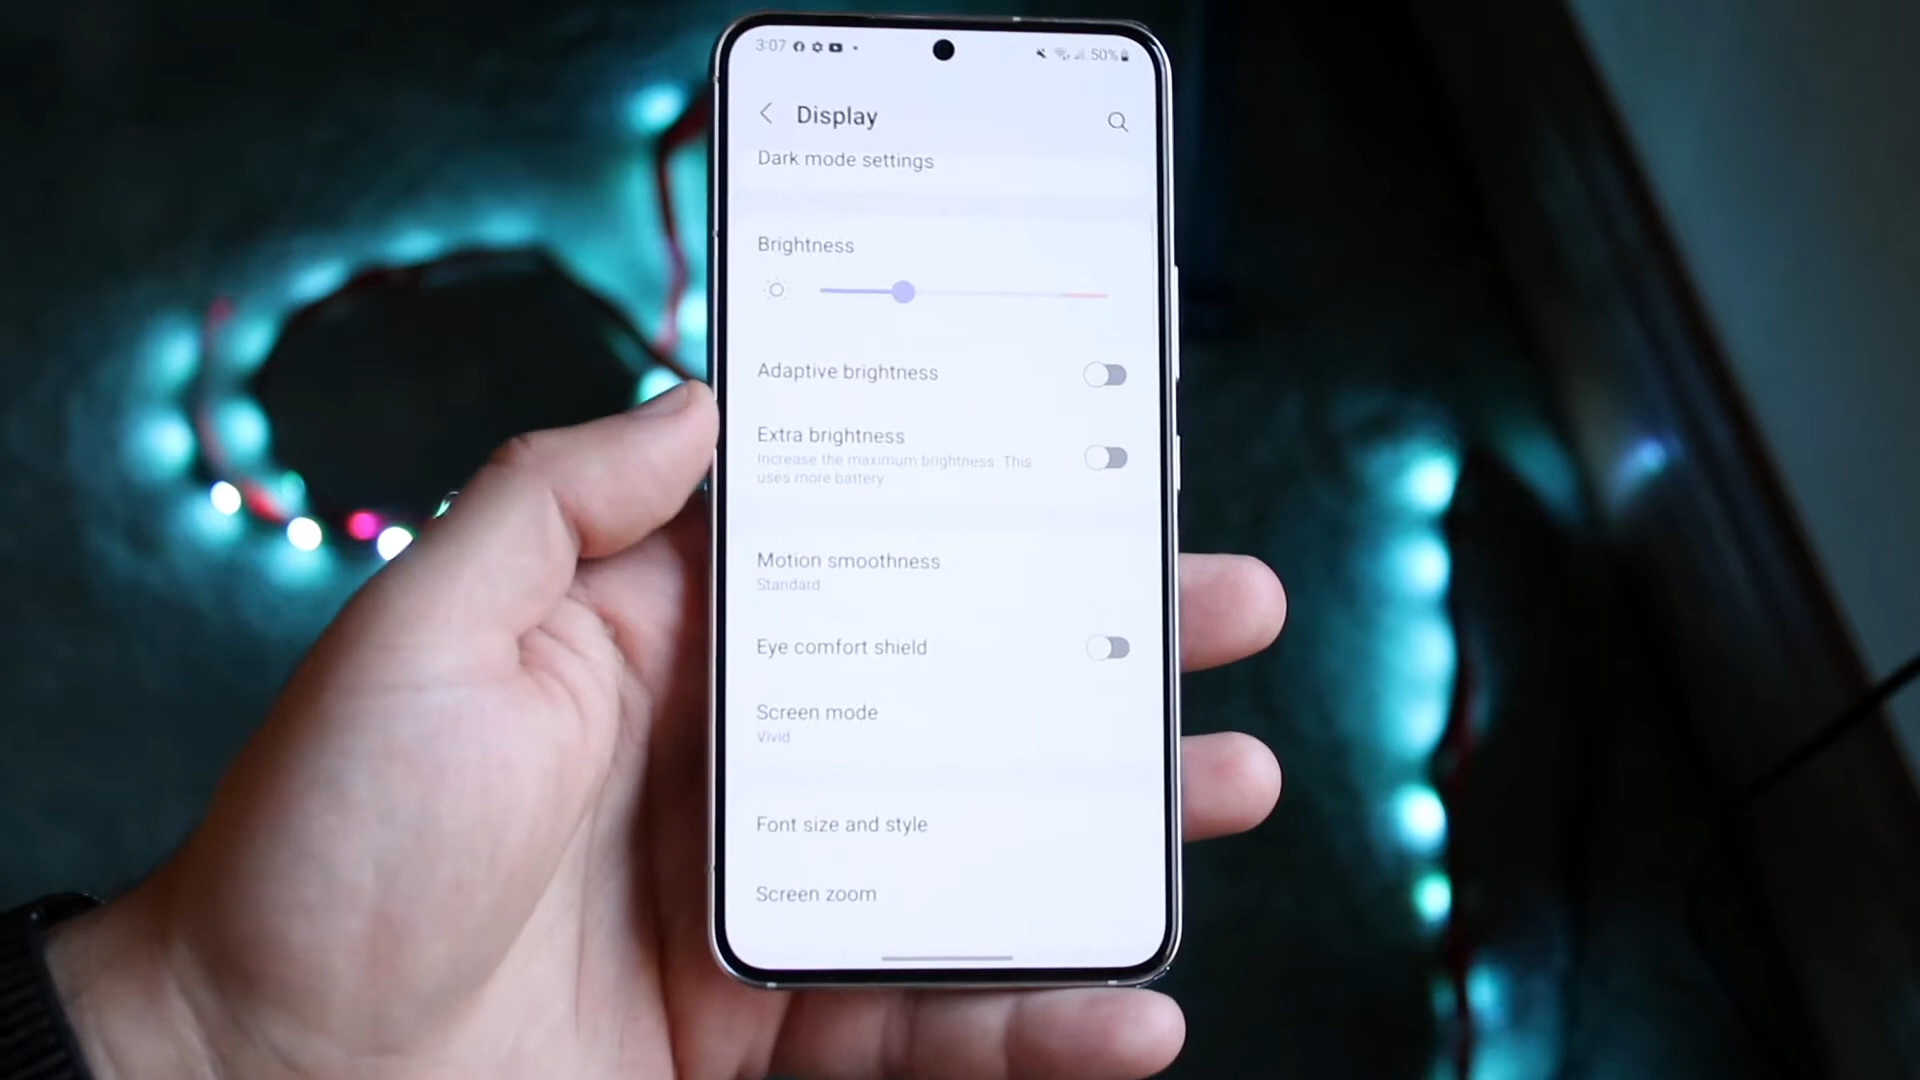 3:07
50%
Display
Dark mode settings
Brightness
Adaptive brightness
Extra brightness
Increase the maximum brightness. This
uses more battery.
Motion smoothness
Standard
Eye comfort shield
Screen mode
Vivid
Font size and style
Screen zoom